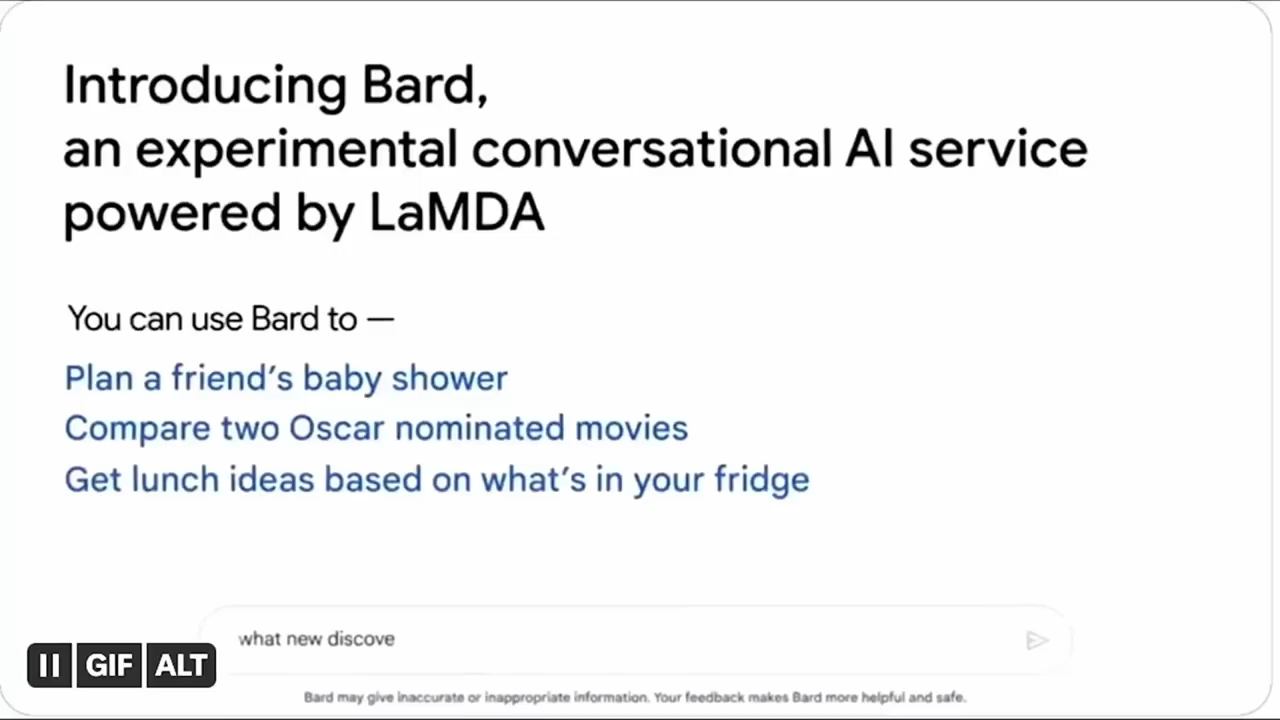 Introducing Bard,
an experimental conversational AI service
powered by LaMDA
You can use Bard to —
Plan a friend’s baby shower
Compare two Oscar nominated movies
Get lunch ideas based on what’s in your fridge
what new discove
GIF ALT
Bard may give inaccurate or inappropriate information. Your feedback makes Bard more helpful and safe.